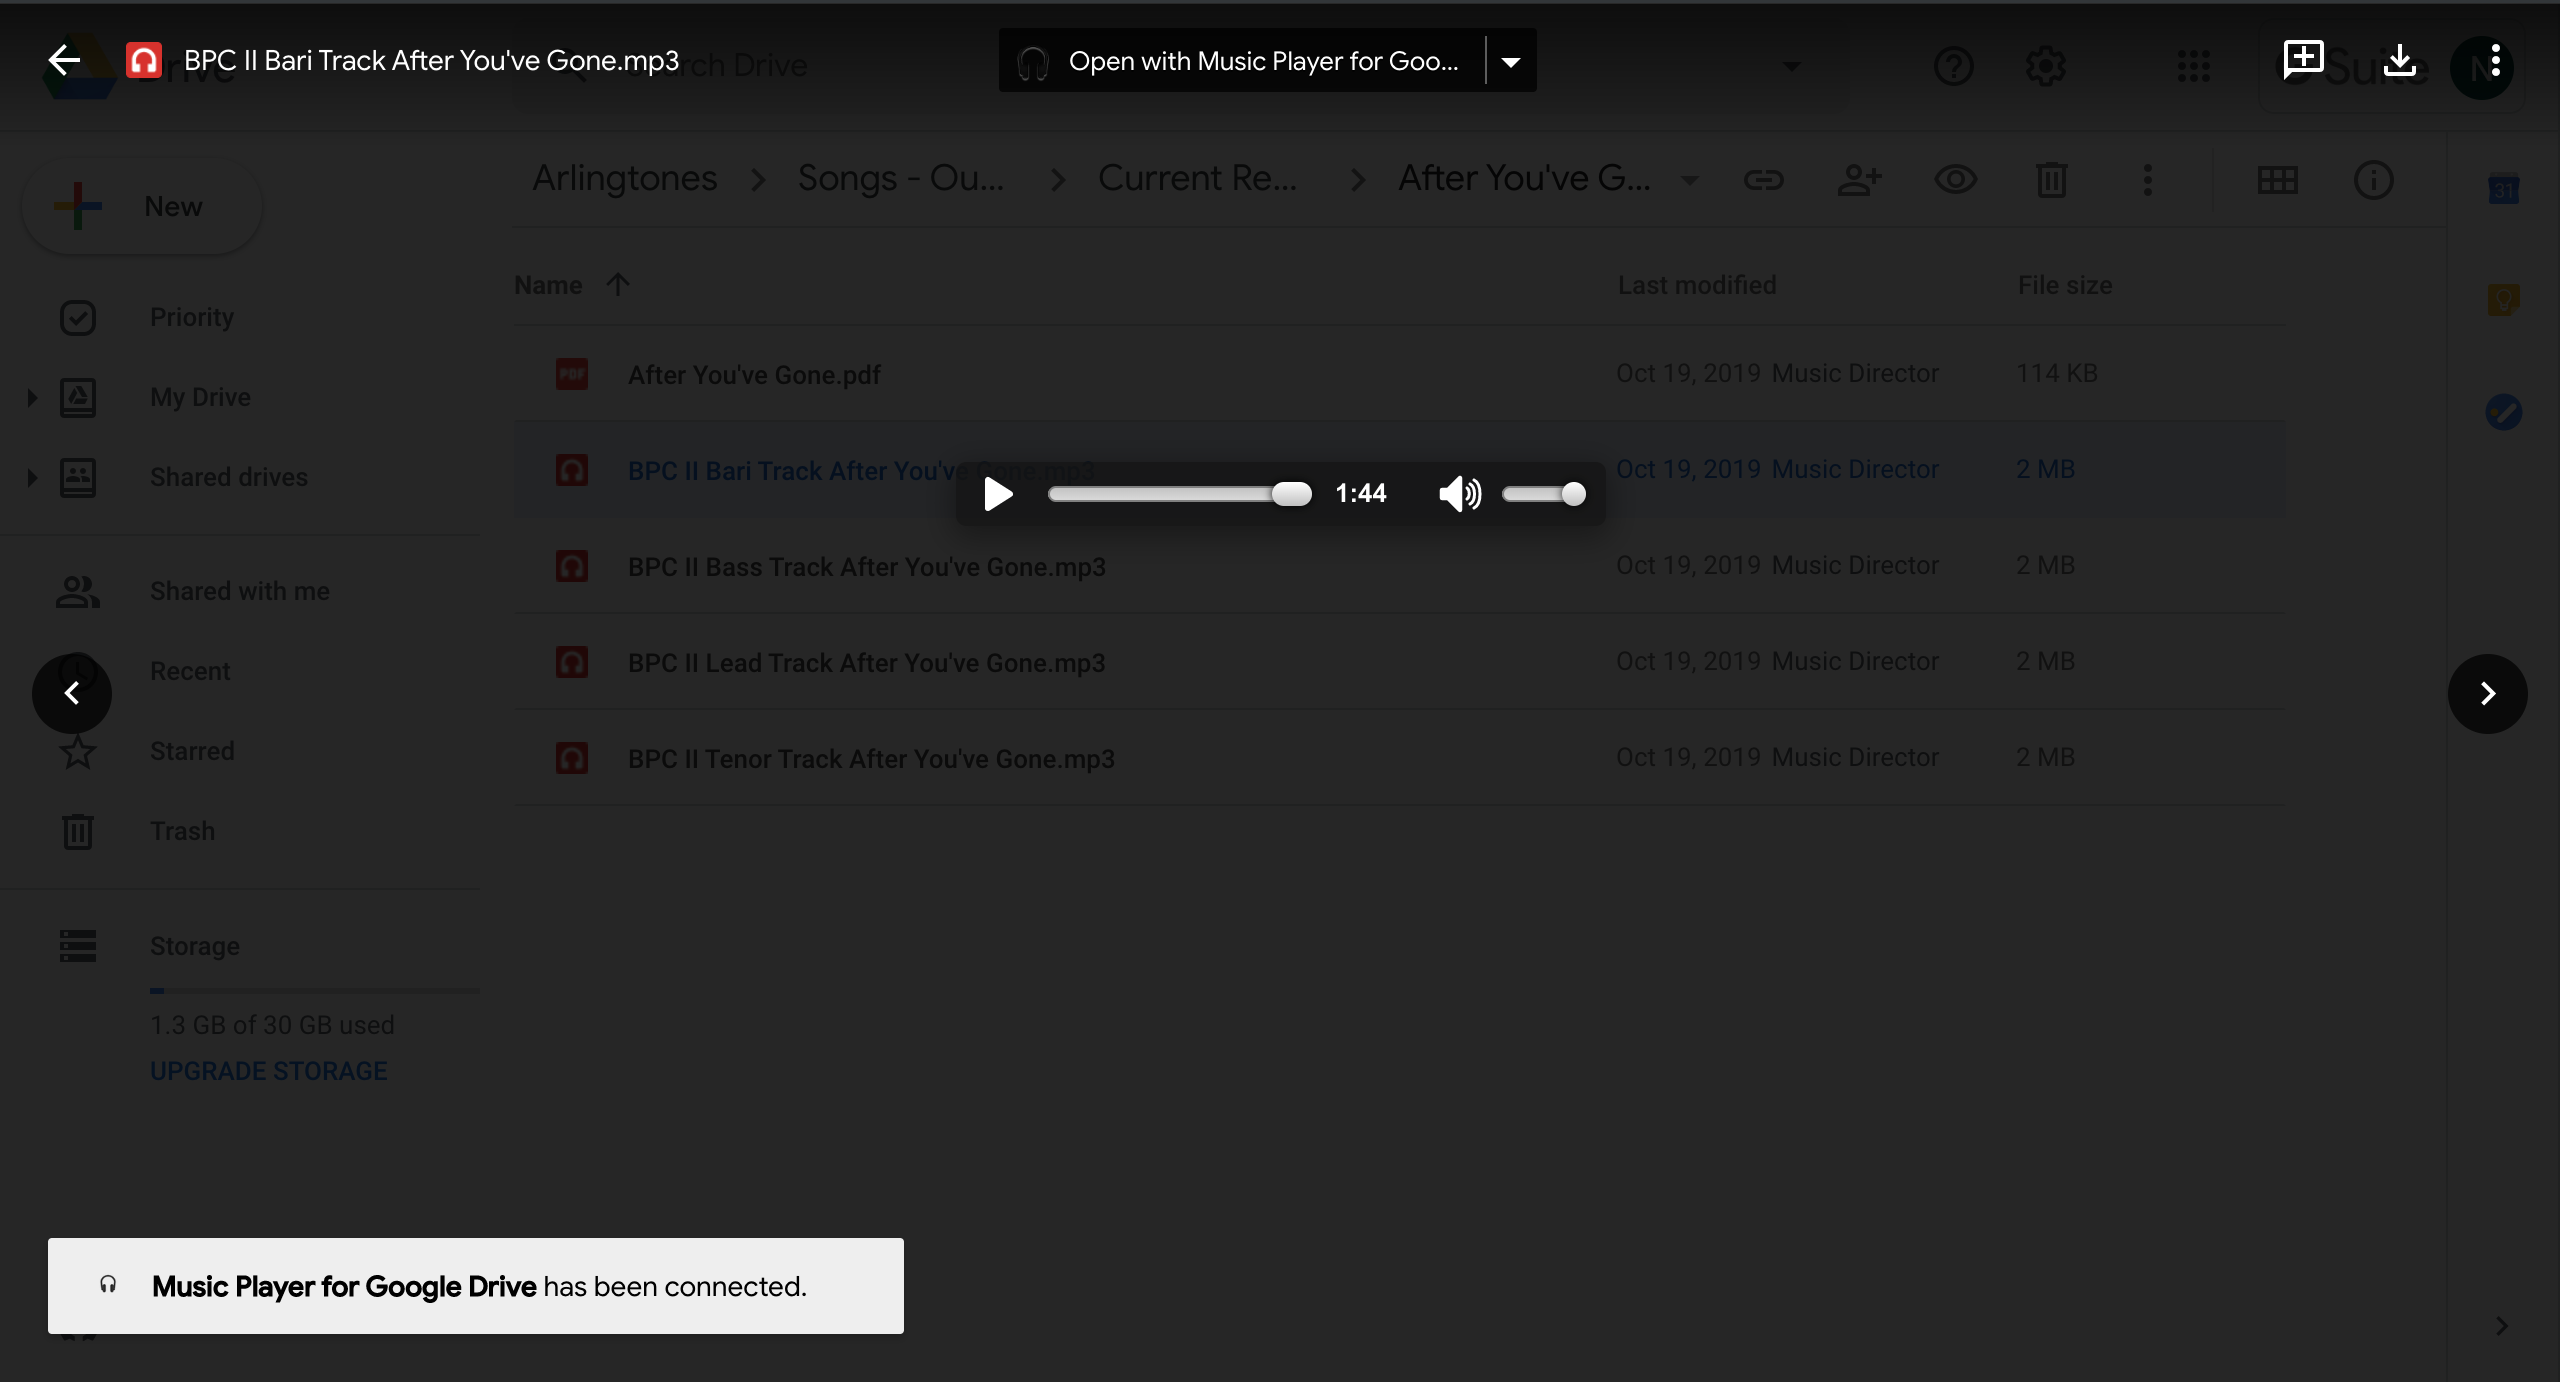 BPC II Bari Track After You've Gone.mp3
Drive
Search Drive
Open with Music Player for Goo...
Suite
N
New
Arlingtones
Songs - Ou...
Current Re...
After You've G...
31
Name
Last modified
File size
Priority
My Drive
Shared drives
Shared with me
Recent
Starred
Trash
Storage
1.3 GB of 30 GB used
UPGRADE STORAGE
PDF After You've Gone.pdf Oct 19, 2019 Music Director 114 KB
BPC II Bari Track After You've Gone.mp3 Oct 19, 2019 Music Director 2 MB
1:44
BPC II Bass Track After You've Gone.mp3 Oct 19, 2019 Music Director 2 MB
BPC II Lead Track After You've Gone.mp3 Oct 19, 2019 Music Director 2 MB
BPC II Tenor Track After You've Gone.mp3 Oct 19, 2019 Music Director 2 MB
Music Player for Google Drive has been connected.